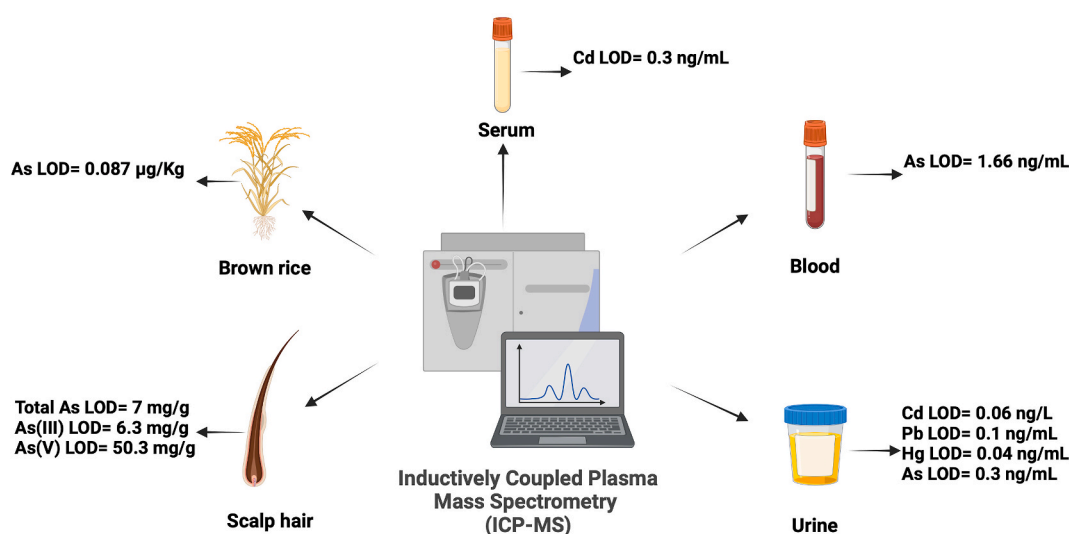 Cd LOD= 0.3 ng/mL
Serum
As LOD= 0.087 µg/Kg
Brown rice
As LOD= 1.66 ng/mL
Blood
Total As LOD= 7 mg/g
As(III) LOD= 6.3 mg/g
As(V) LOD= 50.3 mg/g
Scalp hair
Inductively Coupled Plasma
Mass Spectrometry
(ICP-MS)
Cd LOD= 0.06 ng/L
Pb LOD= 0.1 ng/mL
Hg LOD= 0.04 ng/mL
As LOD= 0.3 ng/mL
Urine